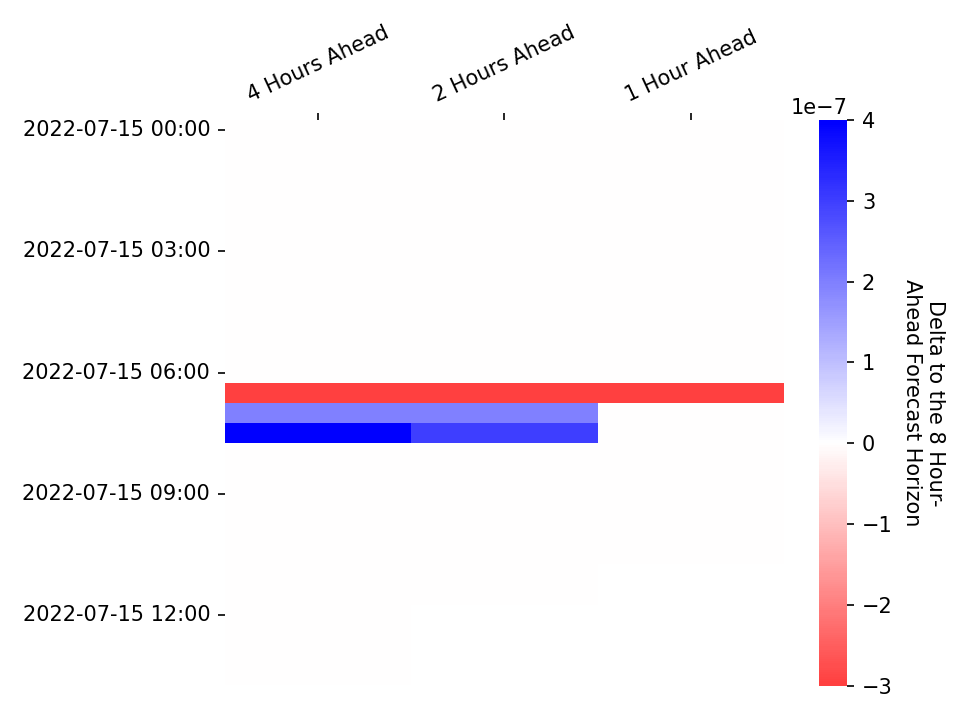 4 Hours Ahead
2 Hours Ahead
1 Hour Ahead
1e−7
2022-07-15 00:00
2022-07-15 03:00
2022-07-15 06:00
2022-07-15 09:00
2022-07-15 12:00
4
3
2
1
0
−1
−2
−3
Delta to the 8 Hour-
Ahead Forecast Horizon